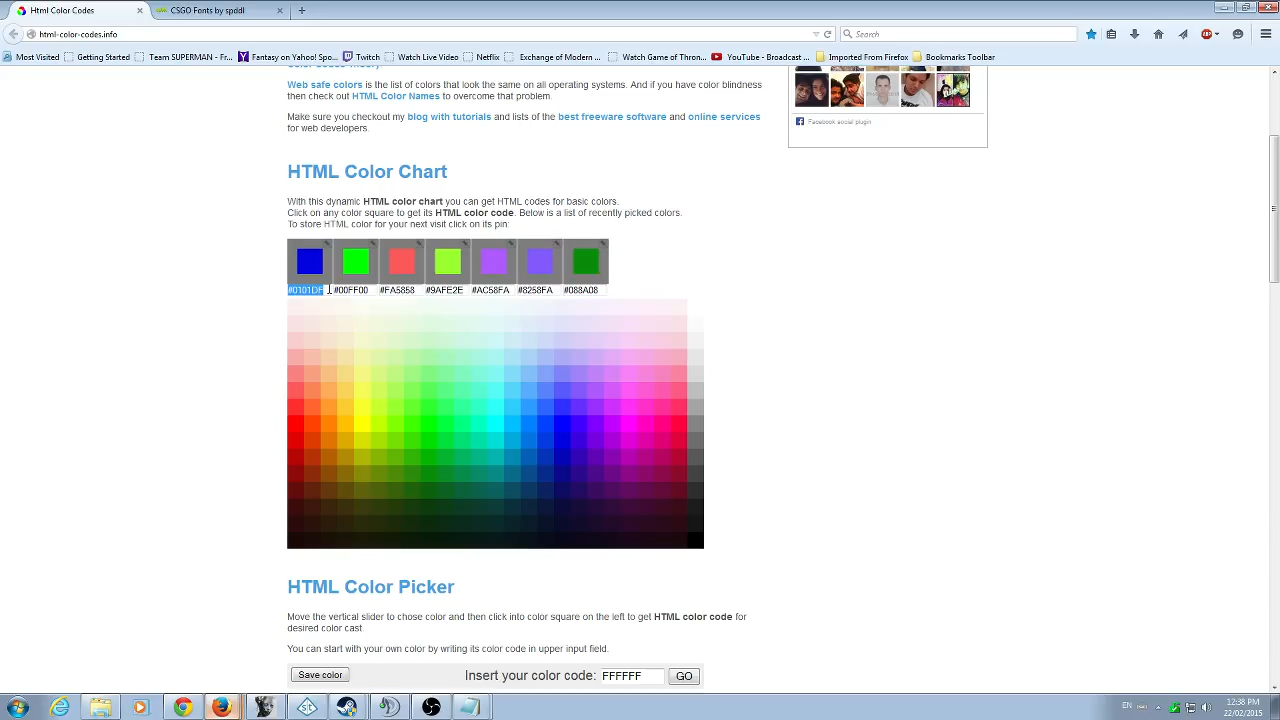 Html Color Codes
CSGO Fonts by spddl
html-color-codes.info
Search
Most Visited
Getting Started
Team SUPERMAN - Fr...
Fantasy on Yahoo! Spo...
Twitch
Watch Live Video
Netflix
Exchange of Modern ...
Watch Game of Thron...
YouTube - Broadcast ...
Imported From Firefox
Bookmarks Toolbar
Web safe colors is the list of colors that look the same on all operating systems. And if you have color blindness
then check out HTML Color Names to overcome that problem.
Make sure you checkout my blog with tutorials and lists of the best freeware software and online services
for web developers.
Facebook social plugin
HTML Color Chart
With this dynamic HTML color chart you can get HTML codes for basic colors.
Click on any color square to get its HTML color code. Below is a list of recently picked colors.
To store HTML color for your next visit click on its pin:
#0101DF #00FF00 #FA5858 #9AFE2E #AC58FA #8258FA #088A08
HTML Color Picker
Move the vertical slider to chose color and then click into color square on the left to get HTML color code for
desired color cast.
You can start with your own color by writing its color code in upper input field.
Save color
Insert your color code: FFFFFF GO
EN
12:38 PM
22/02/2015